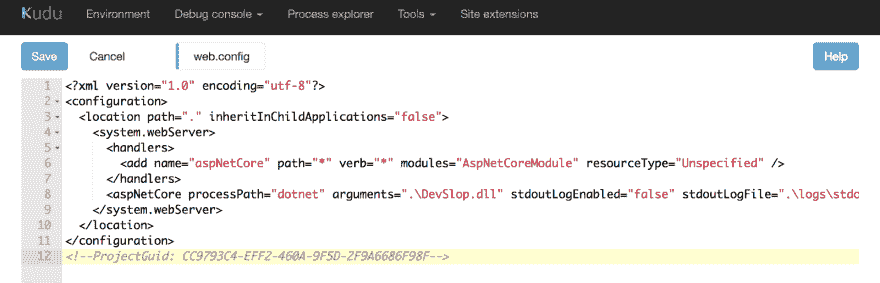 Kudu Environment Debug console Process explorer Tools Site extensions
Save Cancel web.config Help
1 <?xml version="1.0" encoding="utf-8"?>
2 <configuration>
3 <location path="." inheritInChildApplications="false">
4 <system.webServer>
5 <handlers>
6 <add name="aspNetCore" path="*" verb="*" modules="AspNetCoreModule" resourceType="Unspecified" />
7 </handlers>
8 <aspNetCore processPath="dotnet" arguments=".\DevSlop.dll" stdoutLogEnabled="false" stdoutLogFile=".\logs\stdo
9 </system.webServer>
10 </location>
11 </configuration>
12 <!--ProjectGuid: CC9793C4-EFF2-460A-9F5D-2F9A6686F98F-->